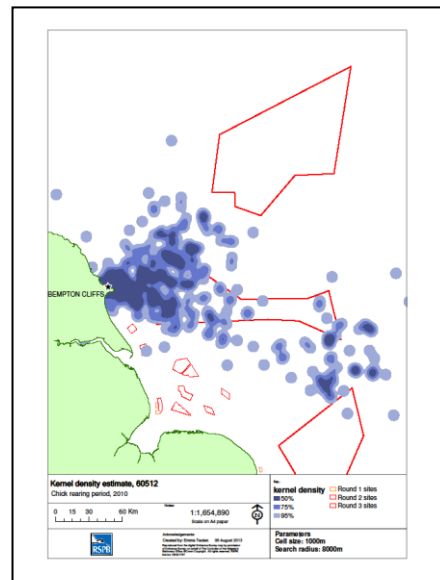 BEMPTON CLIFFS
Kernel density estimate, 60512
Chick rearing period, 2010
0 15 30 60 Km
1:1,654,890
Scale on A4 paper
kernel density
50%
75%
95%
Round 1 sites
Round 2 sites
Round 3 sites
RSPB
Acknowledgements
Parameters
Cell size: 1000m
Search radius: 8000m